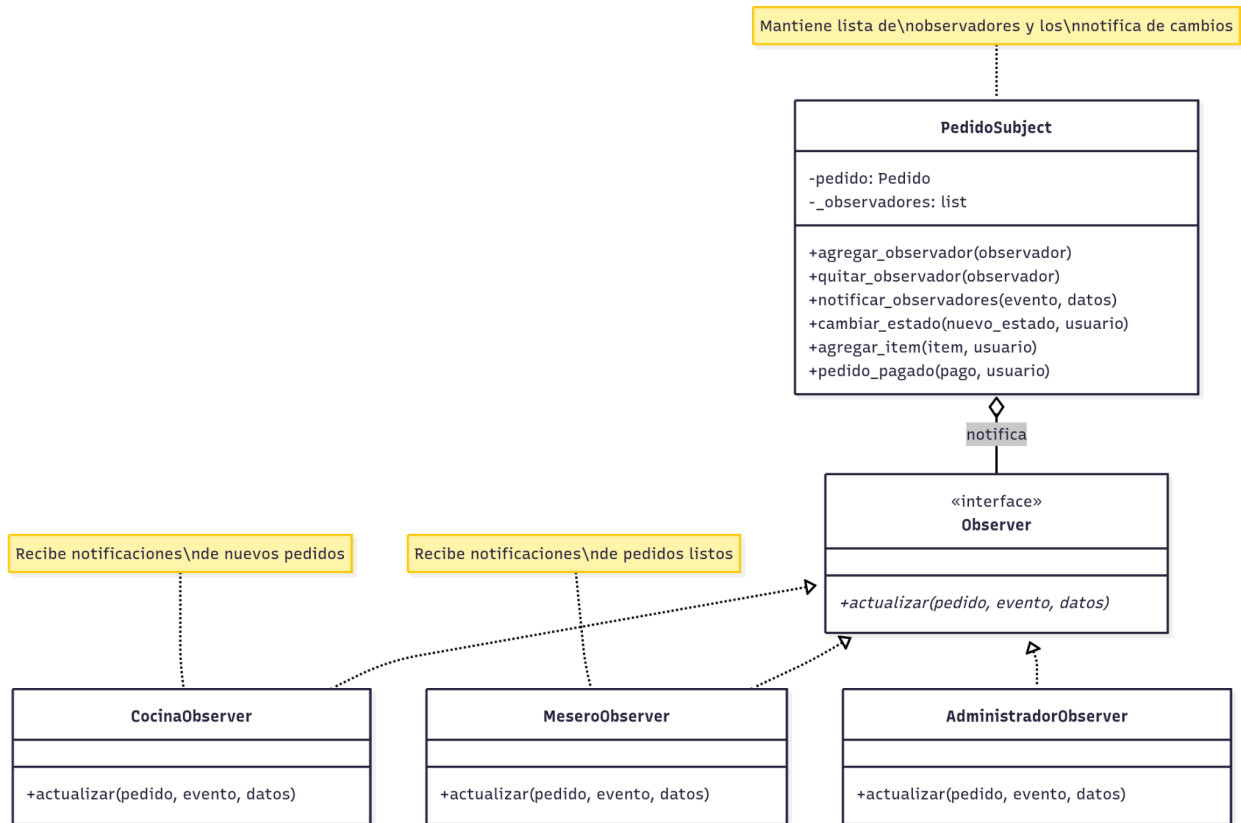 Mantiene lista de\nobservadores y los\nnotifica de cambios
PedidoSubject
-pedido: Pedido
-_observadores: list
+agregar_observador(observador)
+quitar_observador(observador)
+notificar_observadores(evento, datos)
+cambiar_estado(nuevo_estado, usuario)
+agregar_item(item, usuario)
+pedido_pagado(pago, usuario)
notifica
«interface»
Observer
+actualizar(pedido, evento, datos)
Recibe notificaciones\nde nuevos pedidos
Recibe notificaciones\nde pedidos listos
CocinaObserver
+actualizar(pedido, evento, datos)
MeseroObserver
+actualizar(pedido, evento, datos)
AdministradorObserver
+actualizar(pedido, evento, datos)